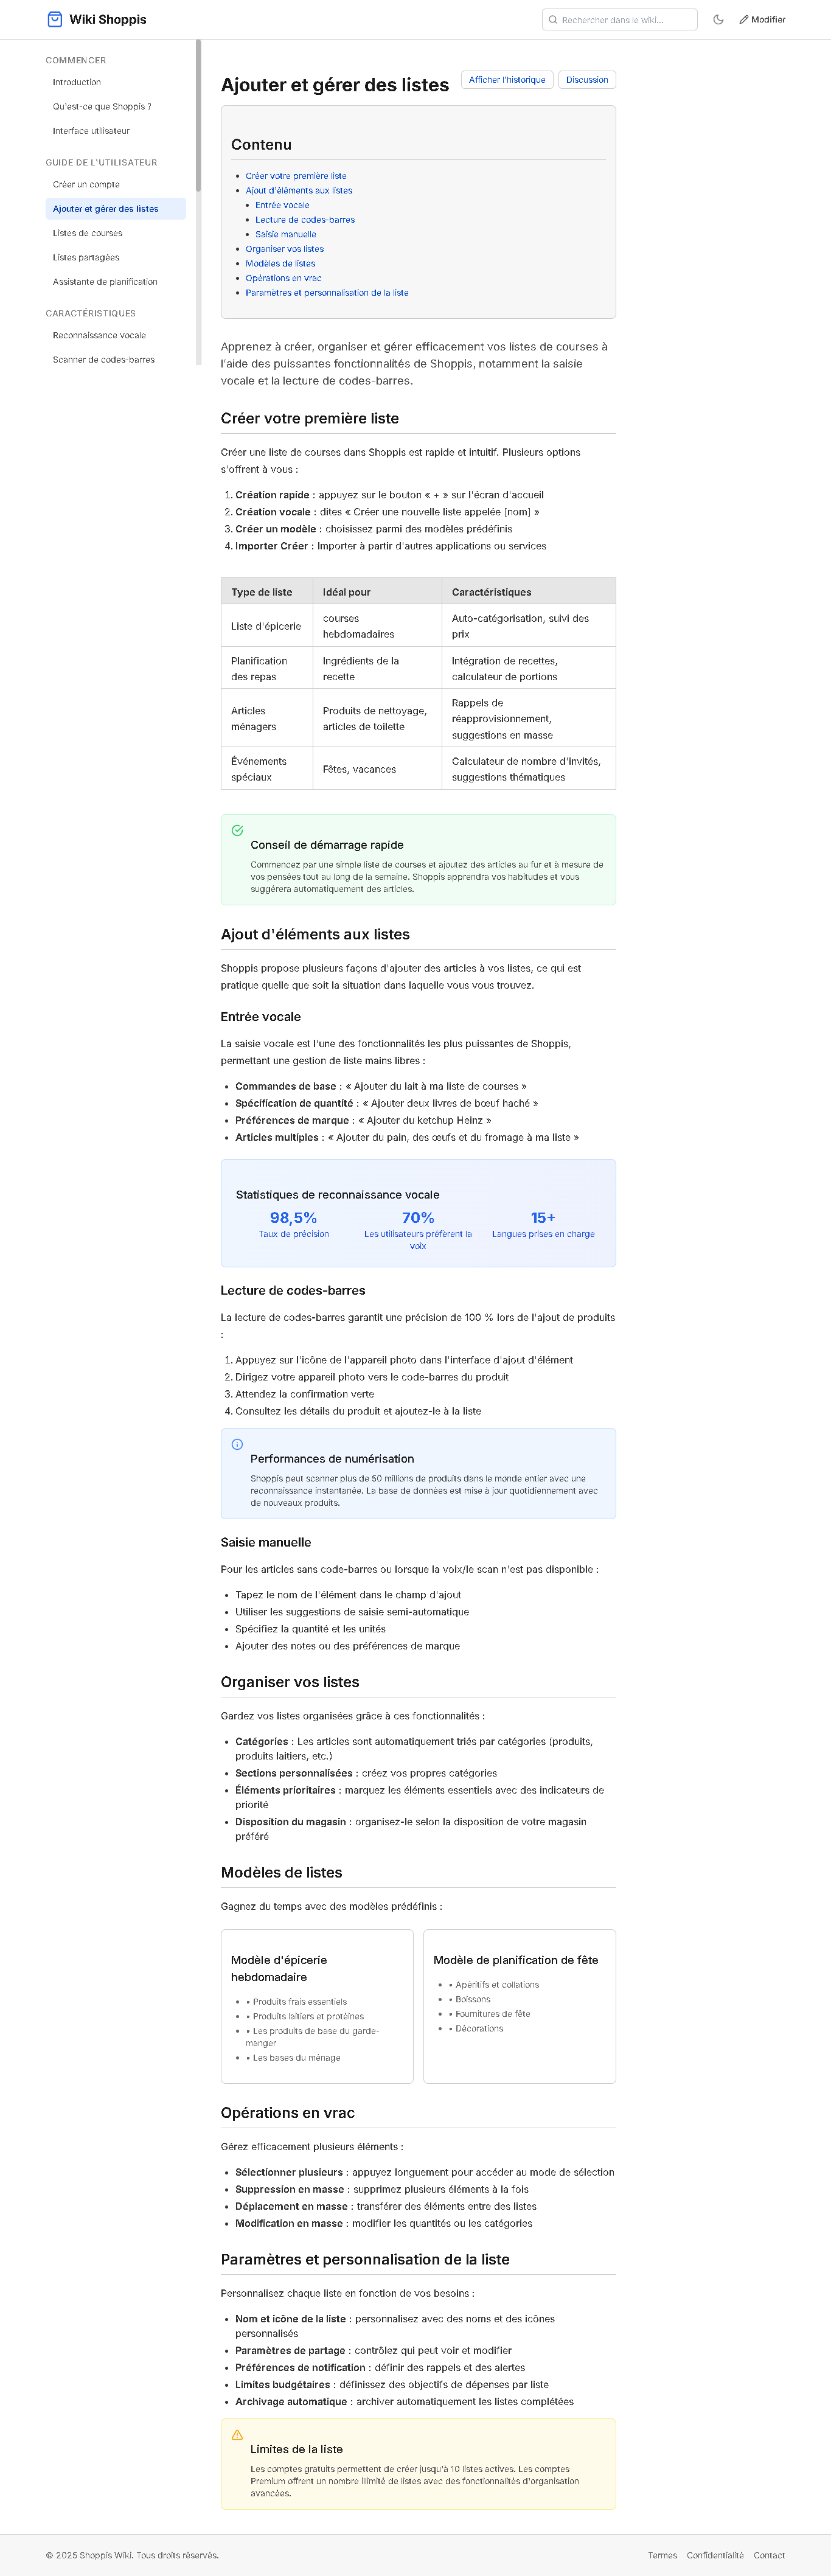 Wiki Shoppis
Rechercher dans le wiki...
Modifier
COMMENCER
Introduction
Qu'est-ce que Shoppis ?
Interface utilisateur
GUIDE DE L'UTILISATEUR
Créer un compte
Ajouter et gérer des listes
Listes de courses
Listes partagées
Assistante de planification
CARACTÉRISTIQUES
Reconnaissance vocale
Scanner de codes-barres
Ajouter et gérer des listes
Afficher l'historique
Discussion
Contenu
• Créer votre première liste
• Ajout d'éléments aux listes
• Entrée vocale
• Lecture de codes-barres
• Saisie manuelle
• Organiser vos listes
• Modèles de listes
• Opérations en vrac
• Paramètres et personnalisation de la liste
Apprenez à créer, organiser et gérer efficacement vos listes de courses à
l'aide des puissantes fonctionnalités de Shoppis, notamment la saisie
vocale et la lecture de codes-barres.
Créer votre première liste
Créer une liste de courses dans Shoppis est rapide et intuitif. Plusieurs options
s'offrent à vous :
1. Création rapide : appuyez sur le bouton « + » sur l'écran d'accueil
2. Création vocale : dites « Créer une nouvelle liste appelée [nom] »
3. Créer un modèle : choisissez parmi des modèles prédéfinis
4. Importer Créer : Importer à partir d'autres applications ou services
Type de liste
Idéal pour
Caractéristiques
Liste d'épicerie
courses
hebdomadaires
Auto-catégorisation, suivi des
prix
Planification
des repas
Ingrédients de la
recette
Intégration de recettes,
calculateur de portions
Articles
ménagers
Produits de nettoyage,
articles de toilette
Rappels de
réapprovisionnement,
suggestions en masse
Événements
spéciaux
Fêtes, vacances
Calculateur de nombre d'invités,
suggestions thématiques
Conseil de démarrage rapide
Commencez par une simple liste de courses et ajoutez des articles au fur et à mesure de
vos pensées tout au long de la semaine. Shoppis apprendra vos habitudes et vous
suggérera automatiquement des articles.
Ajout d'éléments aux listes
Shoppis propose plusieurs façons d'ajouter des articles à vos listes, ce qui est
pratique quelle que soit la situation dans laquelle vous vous trouvez.
Entrée vocale
La saisie vocale est l'une des fonctionnalités les plus puissantes de Shoppis,
permettant une gestion de liste mains libres :
• Commandes de base : « Ajouter du lait à ma liste de courses »
• Spécification de quantité : « Ajouter deux livres de bœuf haché »
• Préférences de marque : « Ajouter du ketchup Heinz »
• Articles multiples : « Ajouter du pain, des œufs et du fromage à ma liste »
Statistiques de reconnaissance vocale
98,5%
Taux de précision
70%
Les utilisateurs préfèrent la
voix
15+
Langues prises en charge
Lecture de codes-barres
La lecture de codes-barres garantit une précision de 100 % lors de l'ajout de produits
:
1. Appuyez sur l'icône de l'appareil photo dans l'interface d'ajout d'élément
2. Dirigez votre appareil photo vers le code-barres du produit
3. Attendez la confirmation verte
4. Consultez les détails du produit et ajoutez-le à la liste
Performances de numérisation
Shoppis peut scanner plus de 50 millions de produits dans le monde entier avec une
reconnaissance instantanée. La base de données est mise à jour quotidiennement avec
de nouveaux produits.
Saisie manuelle
Pour les articles sans code-barres ou lorsque la voix/le scan n'est pas disponible :
• Tapez le nom de l'élément dans le champ d'ajout
• Utiliser les suggestions de saisie semi-automatique
• Spécifiez la quantité et les unités
• Ajouter des notes ou des préférences de marque
Organiser vos listes
Gardez vos listes organisées grâce à ces fonctionnalités :
• Catégories : Les articles sont automatiquement triés par catégories (produits,
produits laitiers, etc.)
• Sections personnalisées : créez vos propres catégories
• Éléments prioritaires : marquez les éléments essentiels avec des indicateurs de
priorité
• Disposition du magasin : organisez-le selon la disposition de votre magasin
préféré
Modèles de listes
Gagnez du temps avec des modèles prédéfinis :
Modèle d'épicerie
hebdomadaire
• • Produits frais essentiels
• • Produits laitiers et protéines
• • Les produits de base du garde-
manger
• • Les bases du ménage
Modèle de planification de fête
• • Apéritifs et collations
• • Boissons
• • Fournitures de fête
• • Décorations
Opérations en vrac
Gérez efficacement plusieurs éléments :
• Sélectionner plusieurs : appuyez longuement pour accéder au mode de sélection
• Suppression en masse : supprimez plusieurs éléments à la fois
• Déplacement en masse : transférer des éléments entre des listes
• Modification en masse : modifier les quantités ou les catégories
Paramètres et personnalisation de la liste
Personnalisez chaque liste en fonction de vos besoins :
• Nom et icône de la liste : personnalisez avec des noms et des icônes
personnalisés
• Paramètres de partage : contrôlez qui peut voir et modifier
• Préférences de notification : définir des rappels et des alertes
• Limites budgétaires : définissez des objectifs de dépenses par liste
• Archivage automatique : archiver automatiquement les listes complétées
Limites de la liste
Les comptes gratuits permettent de créer jusqu'à 10 listes actives. Les comptes
Premium offrent un nombre illimité de listes avec des fonctionnalités d'organisation
avancées.
© 2025 Shoppis Wiki. Tous droits réservés.
Termes
Confidentialité
Contact